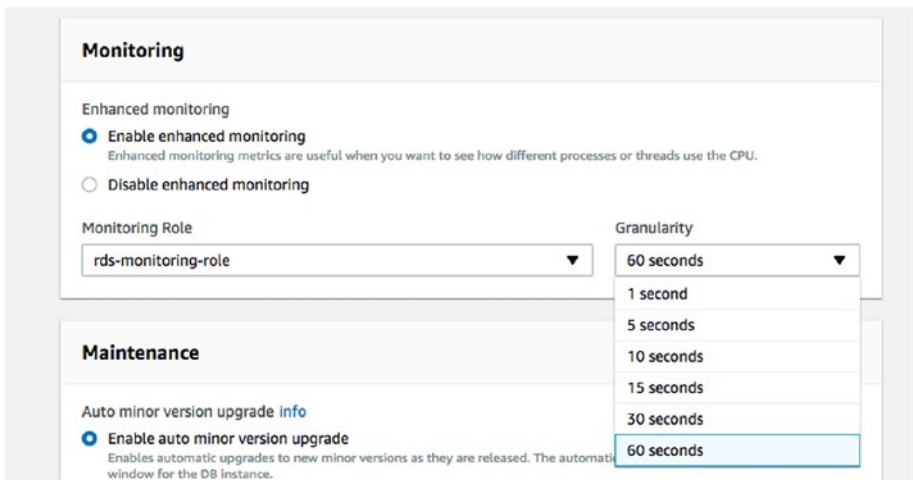 Monitoring
Enhanced monitoring
Enable enhanced monitoring
Enhanced monitoring metrics are useful when you want to see how different processes or threads use the CPU.
Disable enhanced monitoring
Monitoring Role
Granularity
rds-monitoring-role
60 seconds
1 second
5 seconds
10 seconds
15 seconds
30 seconds
60 seconds
Maintenance
Auto minor version upgrade info
Enable auto minor version upgrade
Enables automatic upgrades to new minor versions as they are released. The automati
window for the DB instance.